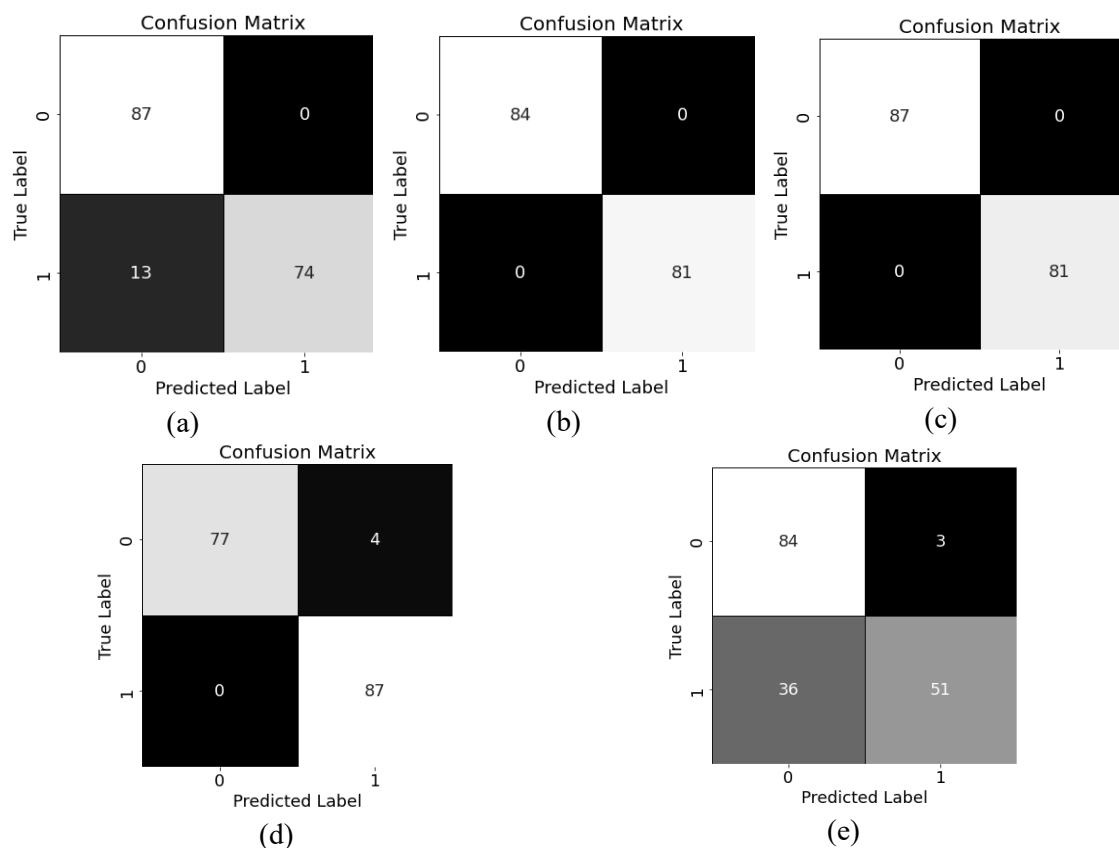 Confusion Matrix
True Label
0
87
0
1
13
74
0
1
Predicted Label
(a)
Confusion Matrix
True Label
0
84
0
1
0
81
0
1
Predicted Label
(b)
Confusion Matrix
True Label
0
87
0
1
0
81
0
1
Predicted Label
(c)
Confusion Matrix
True Label
0
77
4
1
0
87
0
1
Predicted Label
(d)
Confusion Matrix
True Label
0
84
3
1
36
51
0
1
Predicted Label
(e)